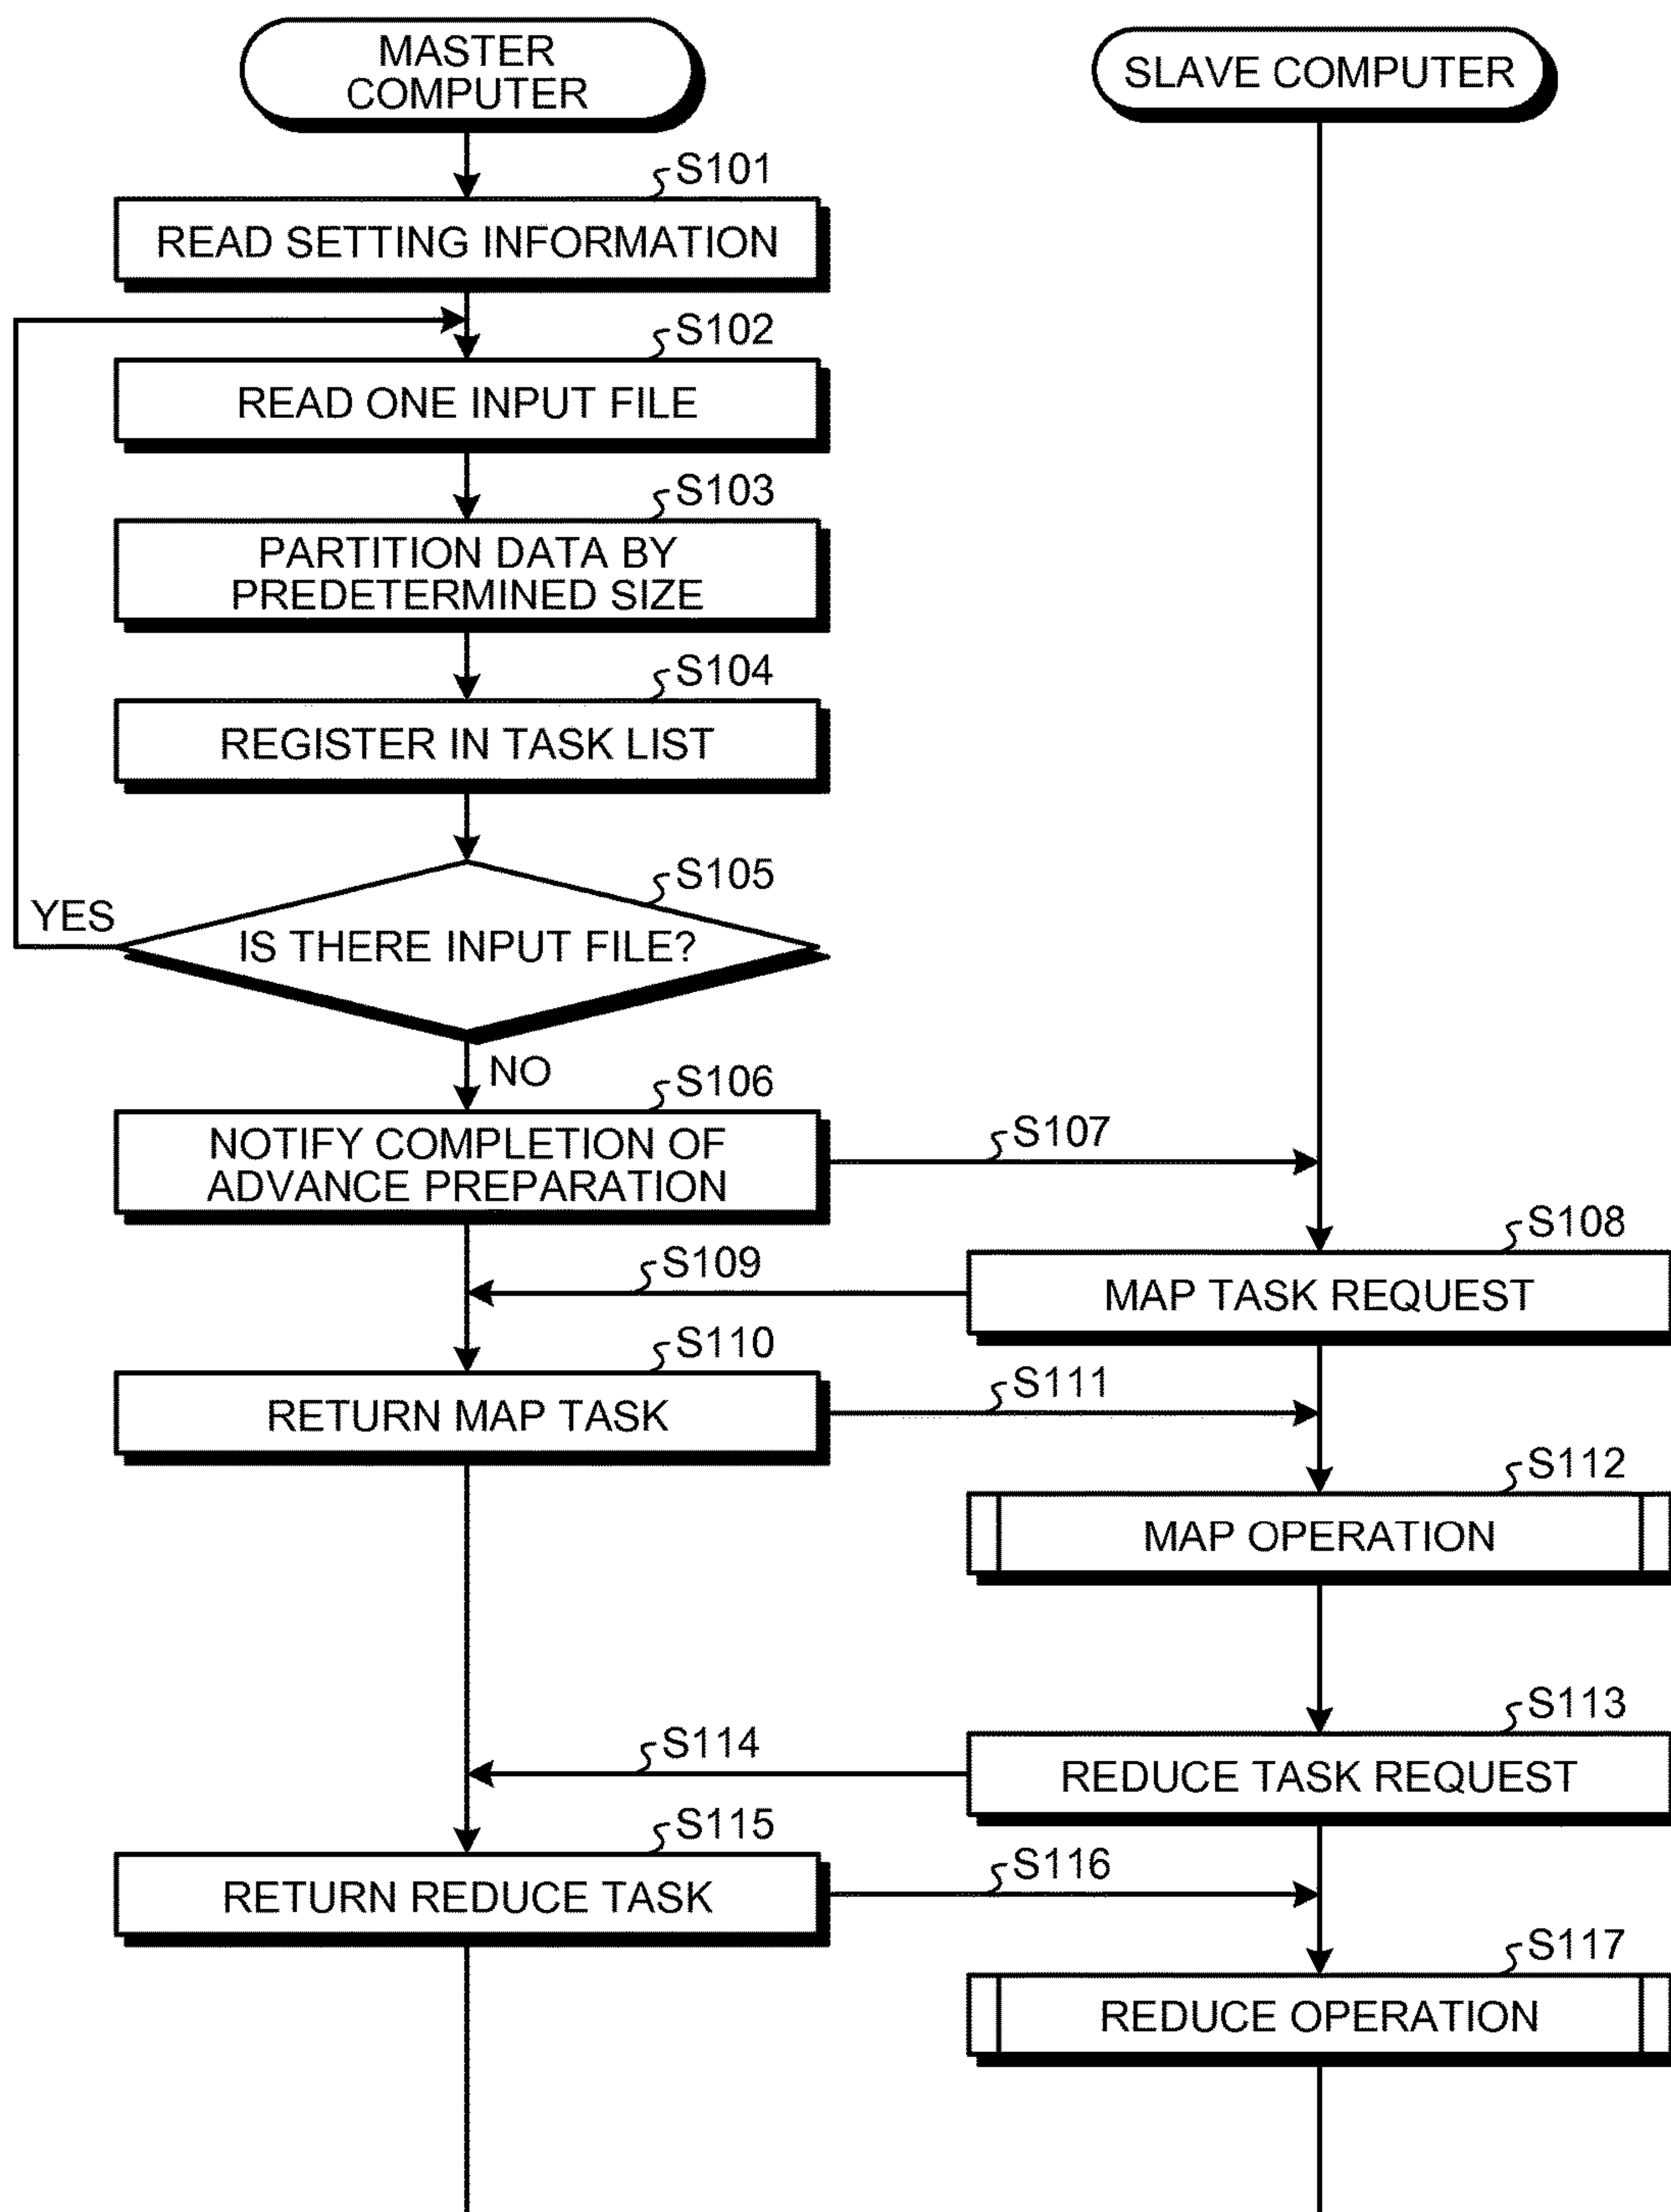 MASTER
COMPUTER
SLAVE COMPUTER
S101
READ SETTING INFORMATION
S102
READ ONE INPUT FILE
S103
PARTITION DATA BY
PREDETERMINED SIZE
S104
REGISTER IN TASK LIST
S105
YES
IS THERE INPUT FILE?
NO
S106
NOTIFY COMPLETION OF
ADVANCE PREPARATION
S107
S108
MAP TASK REQUEST
S109
S110
RETURN MAP TASK
S111
S112
MAP OPERATION
S113
REDUCE TASK REQUEST
S114
S115
RETURN REDUCE TASK
S116
S117
REDUCE OPERATION